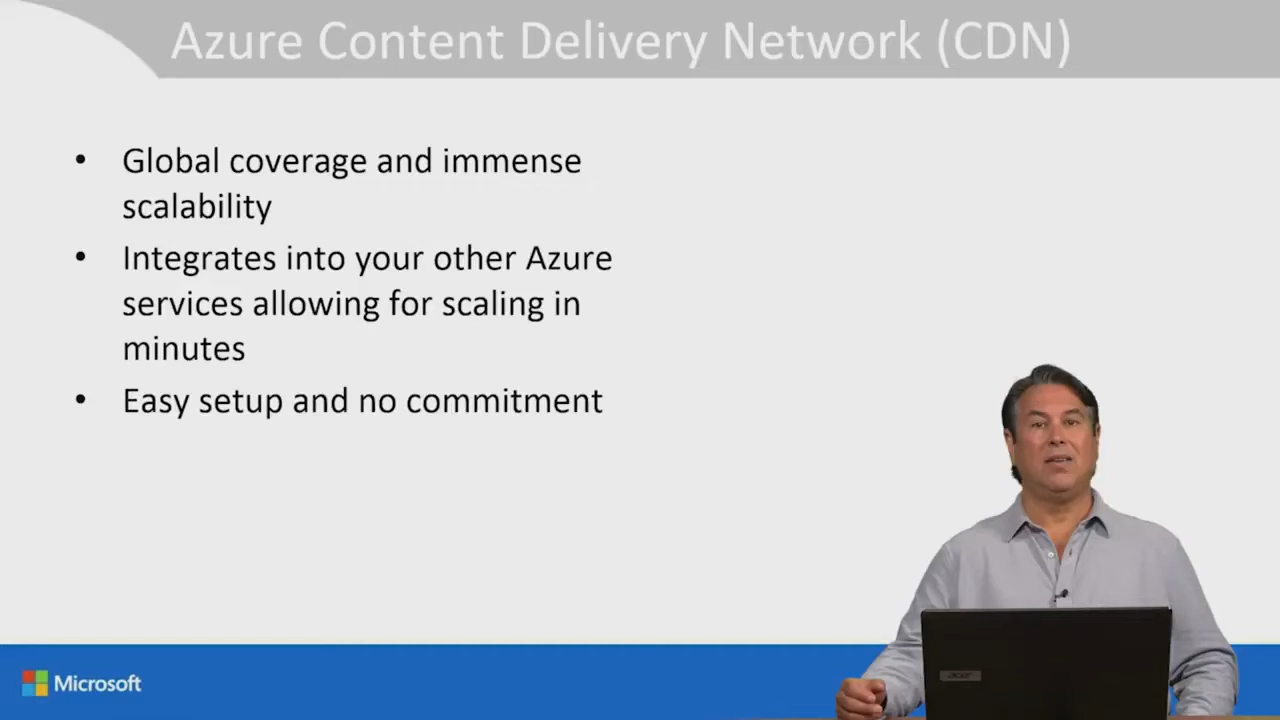 Azure Content Delivery Network (CDN)
• Global coverage and immense
scalability
• Integrates into your other Azure
services allowing for scaling in
minutes
• Easy setup and no commitment
Microsoft
acer